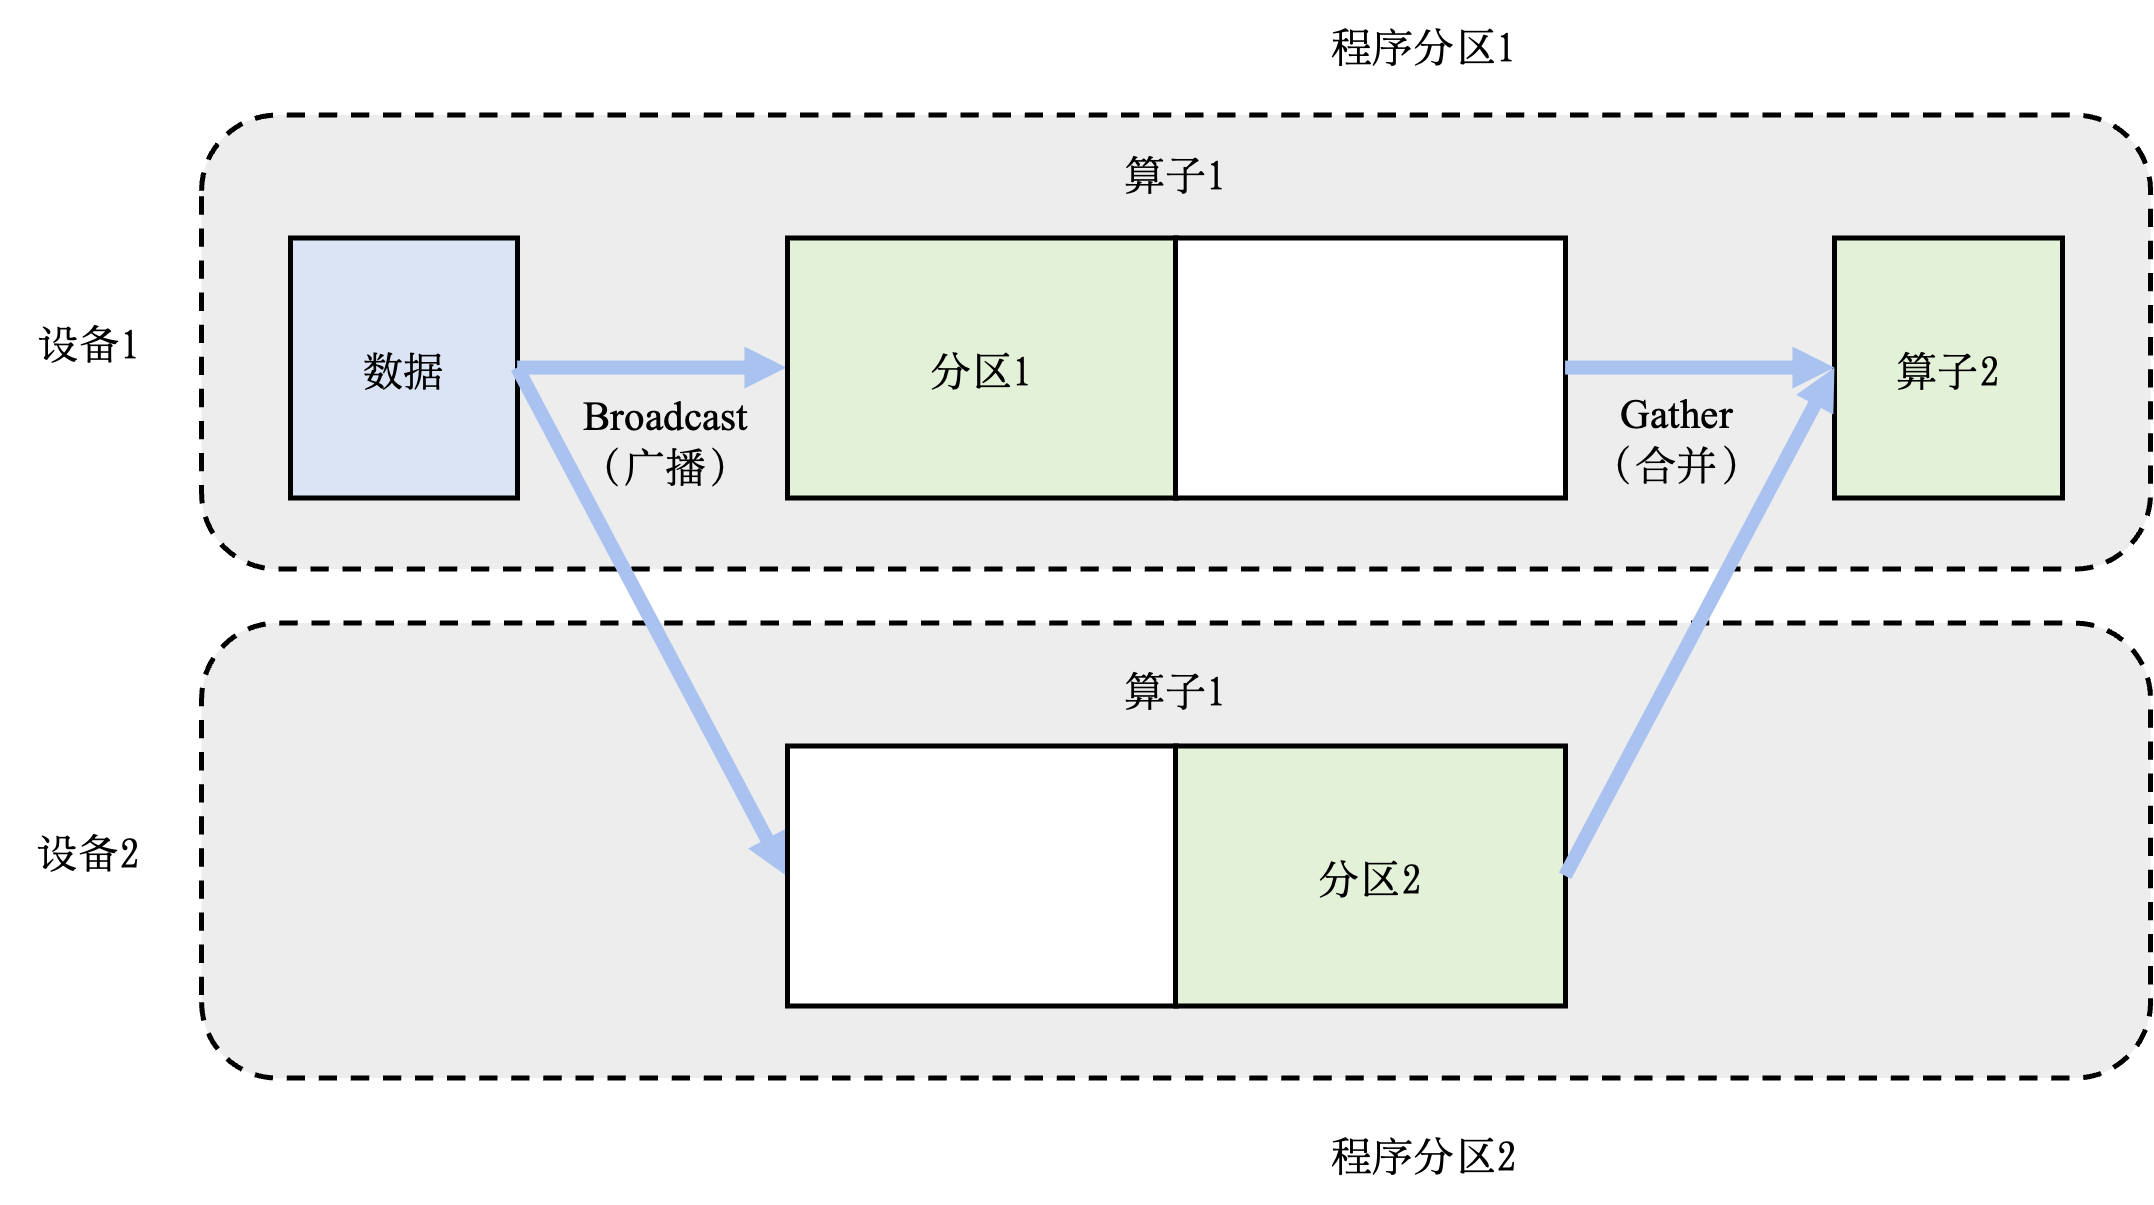 程序分区1
算子1
设备1
数据
Broadcast
（广播）
分区1
Gather
（合并）
算子2
算子1
设备2
分区2
程序分区2